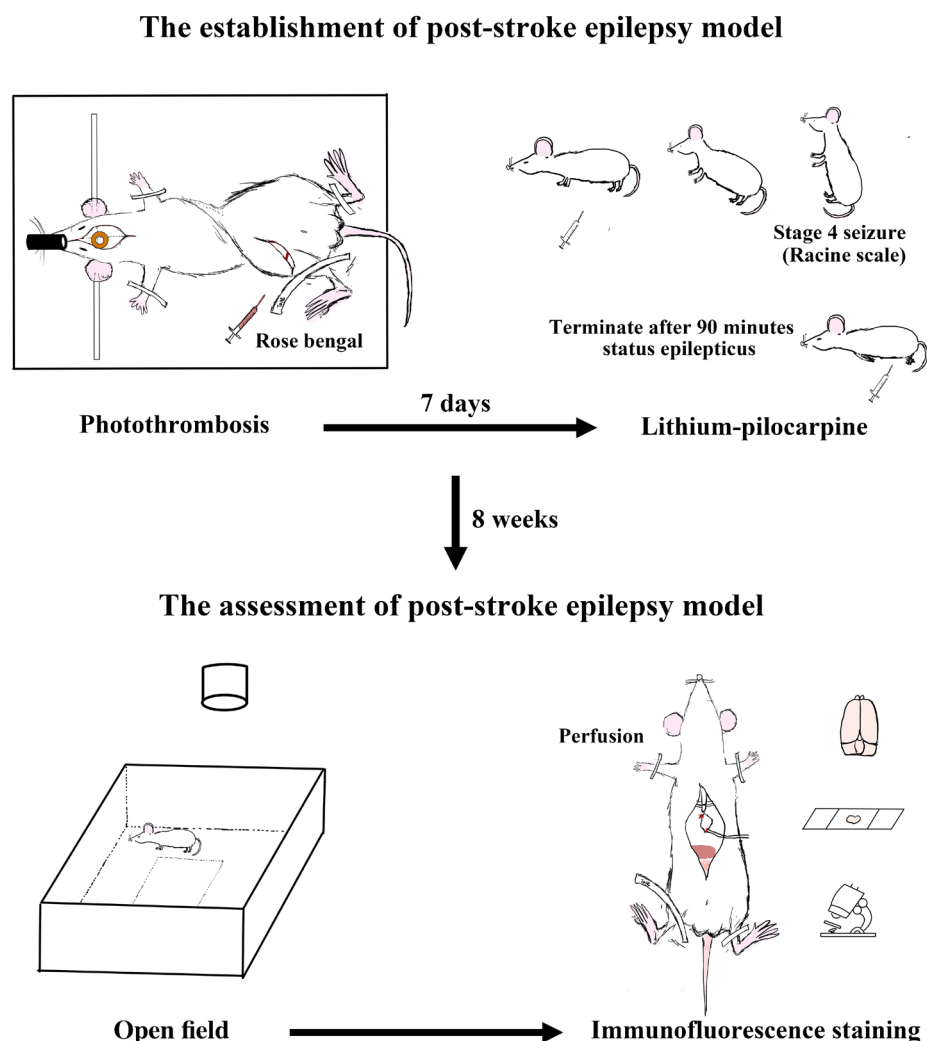 The establishment of post-stroke epilepsy model
Stage 4 seizure
(Racine scale)
Rose bengal
Terminate after 90 minutes
status epilepticus
Photothrombosis
7 days
Lithium-pilocarpine
8 weeks
The assessment of post-stroke epilepsy model
Perfusion
Open field
Immunofluorescence staining